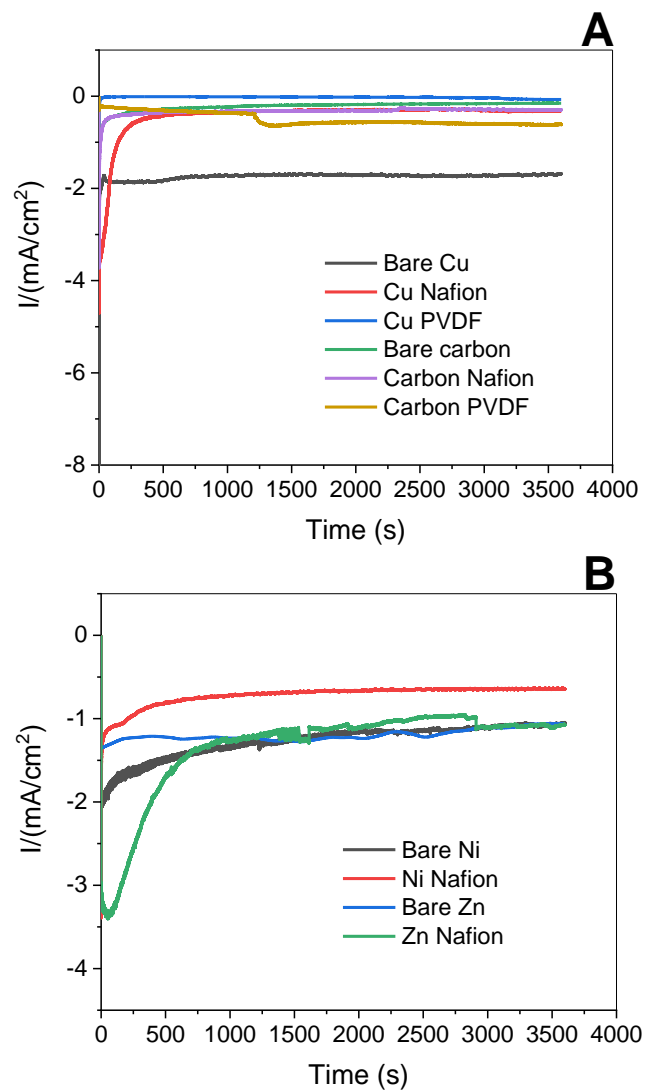 A
I/(mA/cm²)
0
-2
-4
-6
-8
Bare Cu
Cu Nafion
Cu PVDF
Bare carbon
Carbon Nafion
Carbon PVDF
0 500 1000 1500 2000 2500 3000 3500 4000
Time (s)
B
I/(mA/cm²)
0
-1
-2
-3
-4
Bare Ni
Ni Nafion
Bare Zn
Zn Nafion
0 500 1000 1500 2000 2500 3000 3500 4000
Time (s)